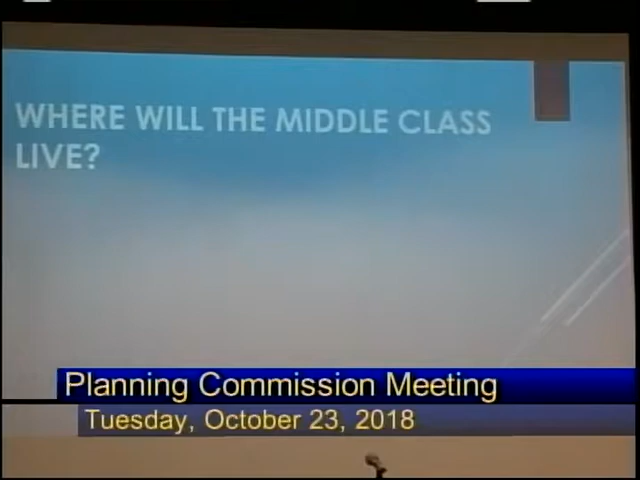 WHERE WILL THE MIDDLE CLASS
LIVE?
Planning Commission Meeting
Tuesday, October 23, 2018